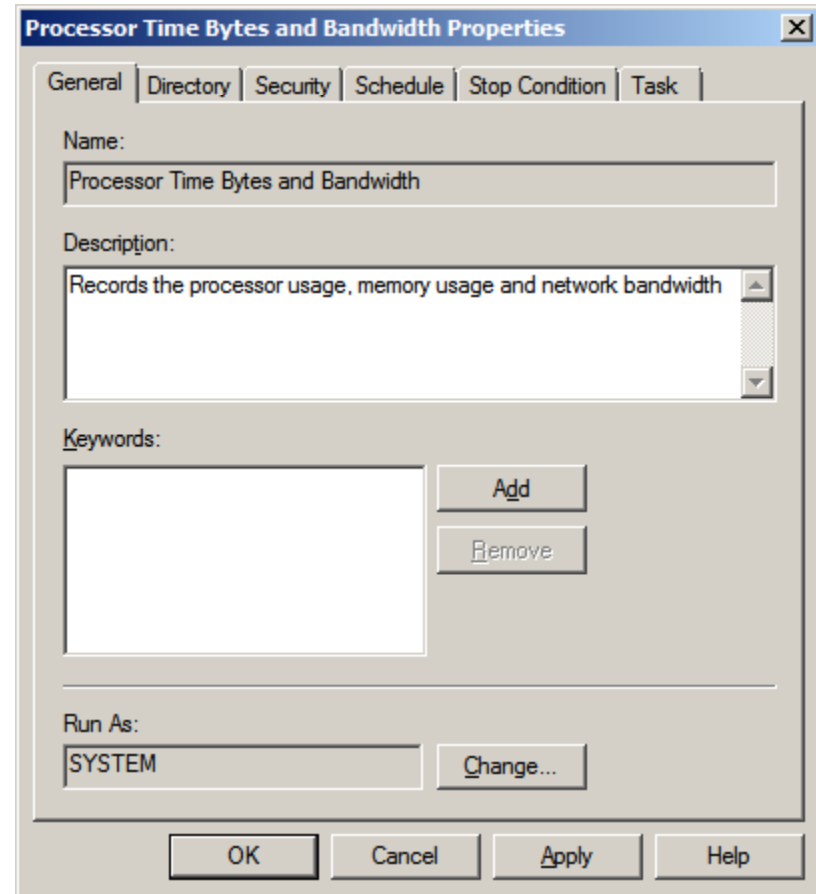 Processor Time Bytes and Bandwidth Properties
General Directory Security Schedule Stop Condition Task
Name:
Processor Time Bytes and Bandwidth
Description:
Records the processor usage, memory usage and network bandwidth
Keywords:
Add
Remove
Run As:
SYSTEM Change...
OK Cancel Apply Help